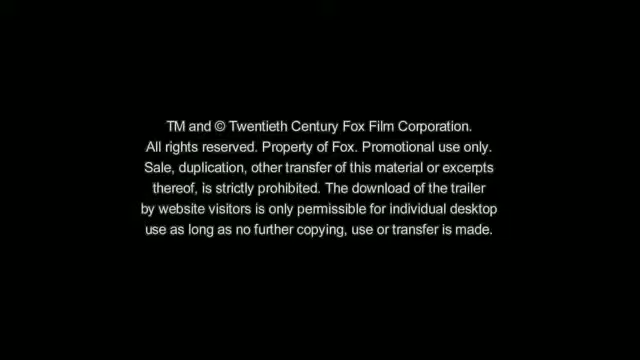 TM and © Twentieth Century Fox Film Corporation.
All rights reserved. Property of Fox. Promotional use only.
Sale, duplication, other transfer of this material or excerpts
thereof, is strictly prohibited. The download of the trailer
by website visitors is only permissible for individual desktop
use as long as no further copying, use or transfer is made.